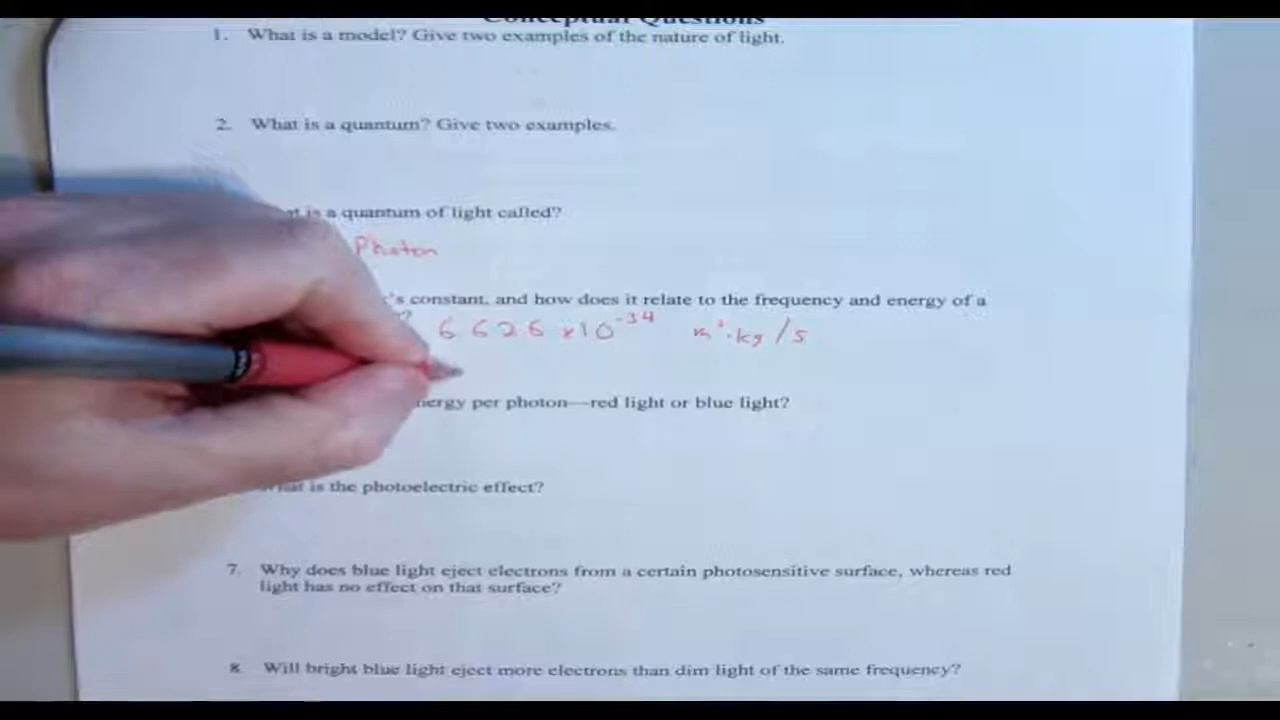 Conceptual Questions
1. What is a model? Give two examples of the nature of light.
2. What is a quantum? Give two examples.
is a quantum of light called?
Photon
's constant, and how does it relate to the frequency and energy of a
?
6 626 x10^-34 m²·kg/s
energy per photon—red light or blue light?
What is the photoelectric effect?
7. Why does blue light eject electrons from a certain photosensitive surface, whereas red
light has no effect on that surface?
8. Will bright blue light eject more electrons than dim light of the same frequency?